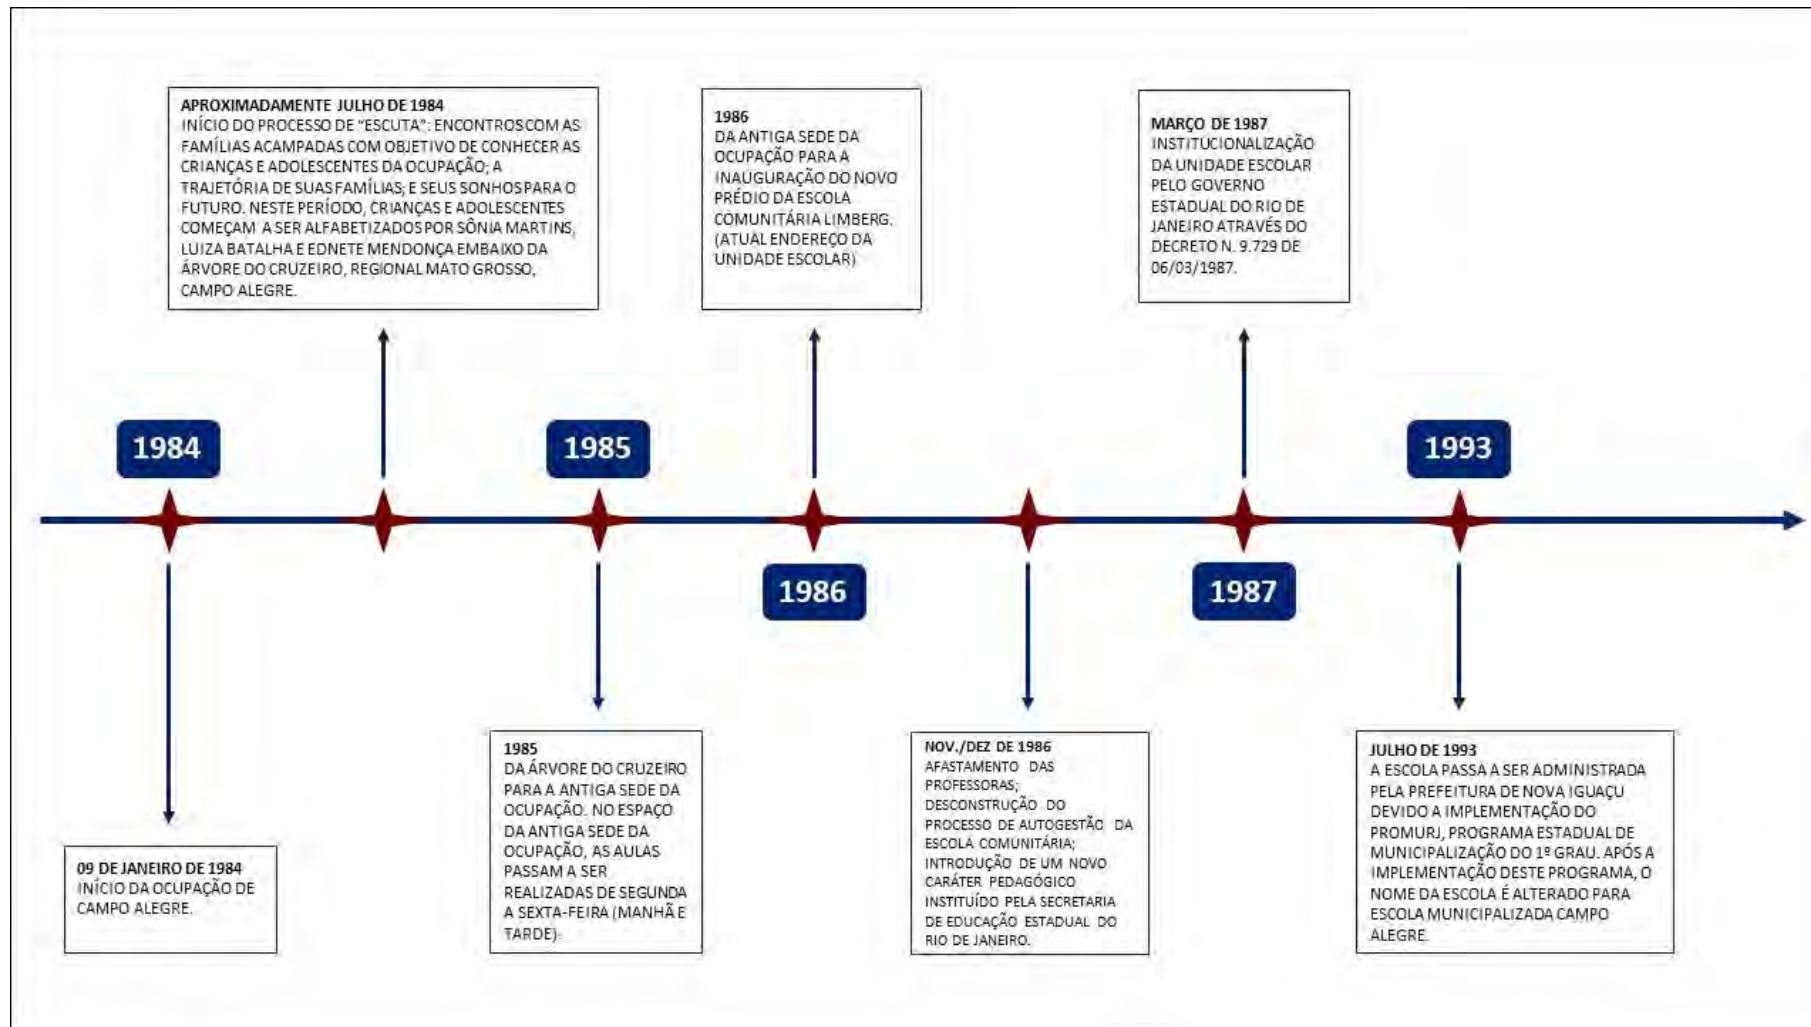 APROXIMADAMENTE JULHO DE 1984
INÍCIO DO PROCESSO DE “ESCUTA”: ENCONTROS COM AS
FAMÍLIAS ACAMPADAS COM OBJETIVO DE CONHECER AS
CRIANÇAS E ADOLESCENTES DA OCUPAÇÃO; A
TRAJETÓRIA DE SUAS FAMÍLIAS; E SEUS SONHOS PARA O
FUTURO. NESTE PERÍODO, CRIANÇAS E ADOLESCENTES
COMEÇAM A SER ALFABETIZADOS POR SÔNIA MARTINS,
LUIZA BATALHA E EDNETE MENDONÇA EMBAIXO DA
ÁRVORE DO CRUZEIRO, REGIONAL MATO GROSSO,
CAMPO ALEGRE.
1986
DA ANTIGA SEDE DA
OCUPAÇÃO PARA A
INAUGURAÇÃO DO NOVO
PRÉDIO DA ESCOLA
COMUNITÁRIA LIMBERG.
(ATUAL ENDEREÇO DA
UNIDADE ESCOLAR)
MARÇO DE 1987
INSTITUCIONALIZAÇÃO
DA UNIDADE ESCOLAR
PELO GOVERNO
ESTADUAL DO RIO DE
JANEIRO ATRAVÉS DO
DECRETO N. 9.729 DE
06/03/1987.
1984
1985
1993
1986
1987
09 DE JANEIRO DE 1984
INÍCIO DA OCUPAÇÃO DE
CAMPO ALEGRE.
1985
DA ÁRVORE DO CRUZEIRO
PARA A ANTIGA SEDE DA
OCUPAÇÃO. NO ESPAÇO
DA ANTIGA SEDE DA
OCUPAÇÃO, AS AULAS
PASSAM A SER
REALIZADAS DE SEGUNDA
A SEXTA-FEIRA (MANHÃ E
TARDE).
NOV./DEZ DE 1986
AFASTAMENTO DAS
PROFESSORAS;
DESCONSTRUÇÃO DO
PROCESSO DE AUTOGESTÃO DA
ESCOLA COMUNITÁRIA;
INTRODUÇÃO DE UM NOVO
CARÁTER PEDAGÓGICO
INSTITUÍDO PELA SECRETARIA
DE EDUCAÇÃO ESTADUAL DO
RIO DE JANEIRO.
JULHO DE 1993
A ESCOLA PASSA A SER ADMINISTRADA
PELA PREFEITURA DE NOVA IGUAÇU
DEVIDO A IMPLEMENTAÇÃO DO
PROMURJ, PROGRAMA ESTADUAL DE
MUNICIPALIZAÇÃO DO 1º GRAU. APÓS A
IMPLEMENTAÇÃO DESTE PROGRAMA, O
NOME DA ESCOLA É ALTERADO PARA
ESCOLA MUNICIPALIZADA CAMPO
ALEGRE.